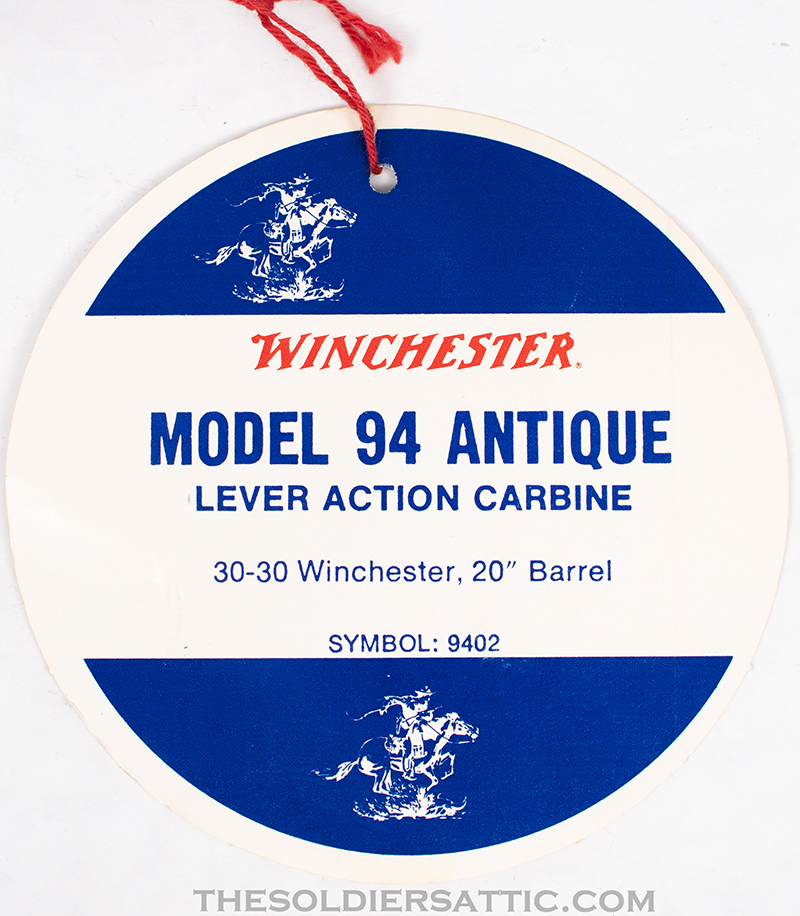 WINCHESTER®
MODEL 94 ANTIQUE
LEVER ACTION CARBINE
30-30 Winchester, 20″ Barrel
SYMBOL: 9402
THESOLDIERSATTIC.COM